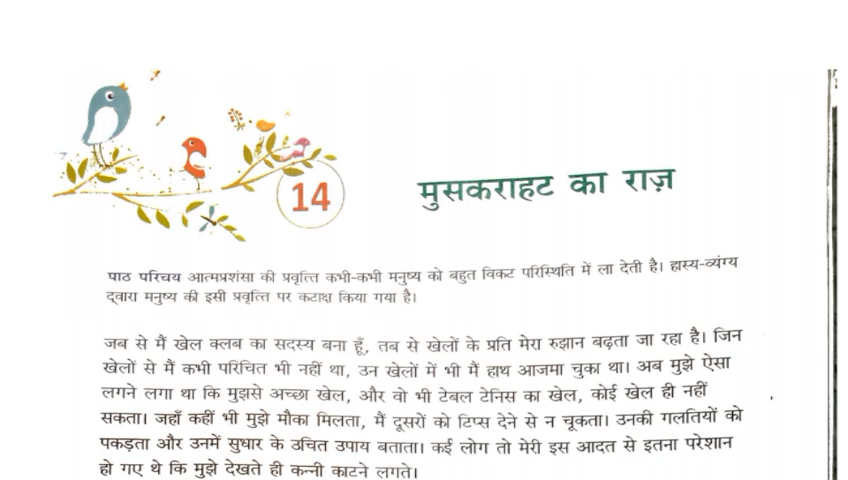 14
मुसकराहट का राज़
पाठ परिचय आत्मप्रशंसा की प्रवृत्ति कभी-कभी मनुष्य को बहुत विकट परिस्थिति में ला देती है। हास्य-व्यंग्य
द्वारा मनुष्य की इसी प्रवृत्ति पर कटाक्ष किया गया है।
जब से मैं खेल क्लब का सदस्य बना हूँ, तब से खेलों के प्रति मेरा रुझान बढ़ता जा रहा है। जिन
खेलों से मैं कभी परिचित भी नहीं था, उन खेलों में भी मैं हाथ आजमा चुका था। अब मुझे ऐसा
लगने लगा था कि मुझसे अच्छा खेल, और वो भी टेबल टेनिस का खेल, कोई खेल ही नहीं
सकता। जहाँ कहीं भी मुझे मौका मिलता, मैं दूसरों को टिप्स देने से न चूकता। उनकी गलतियों को
पकड़ता और उनमें सुधार के उचित उपाय बताता। कई लोग तो मेरी इस आदत से इतना परेशान
हो गए थे कि मुझे देखते ही कन्नी काटने लगते।